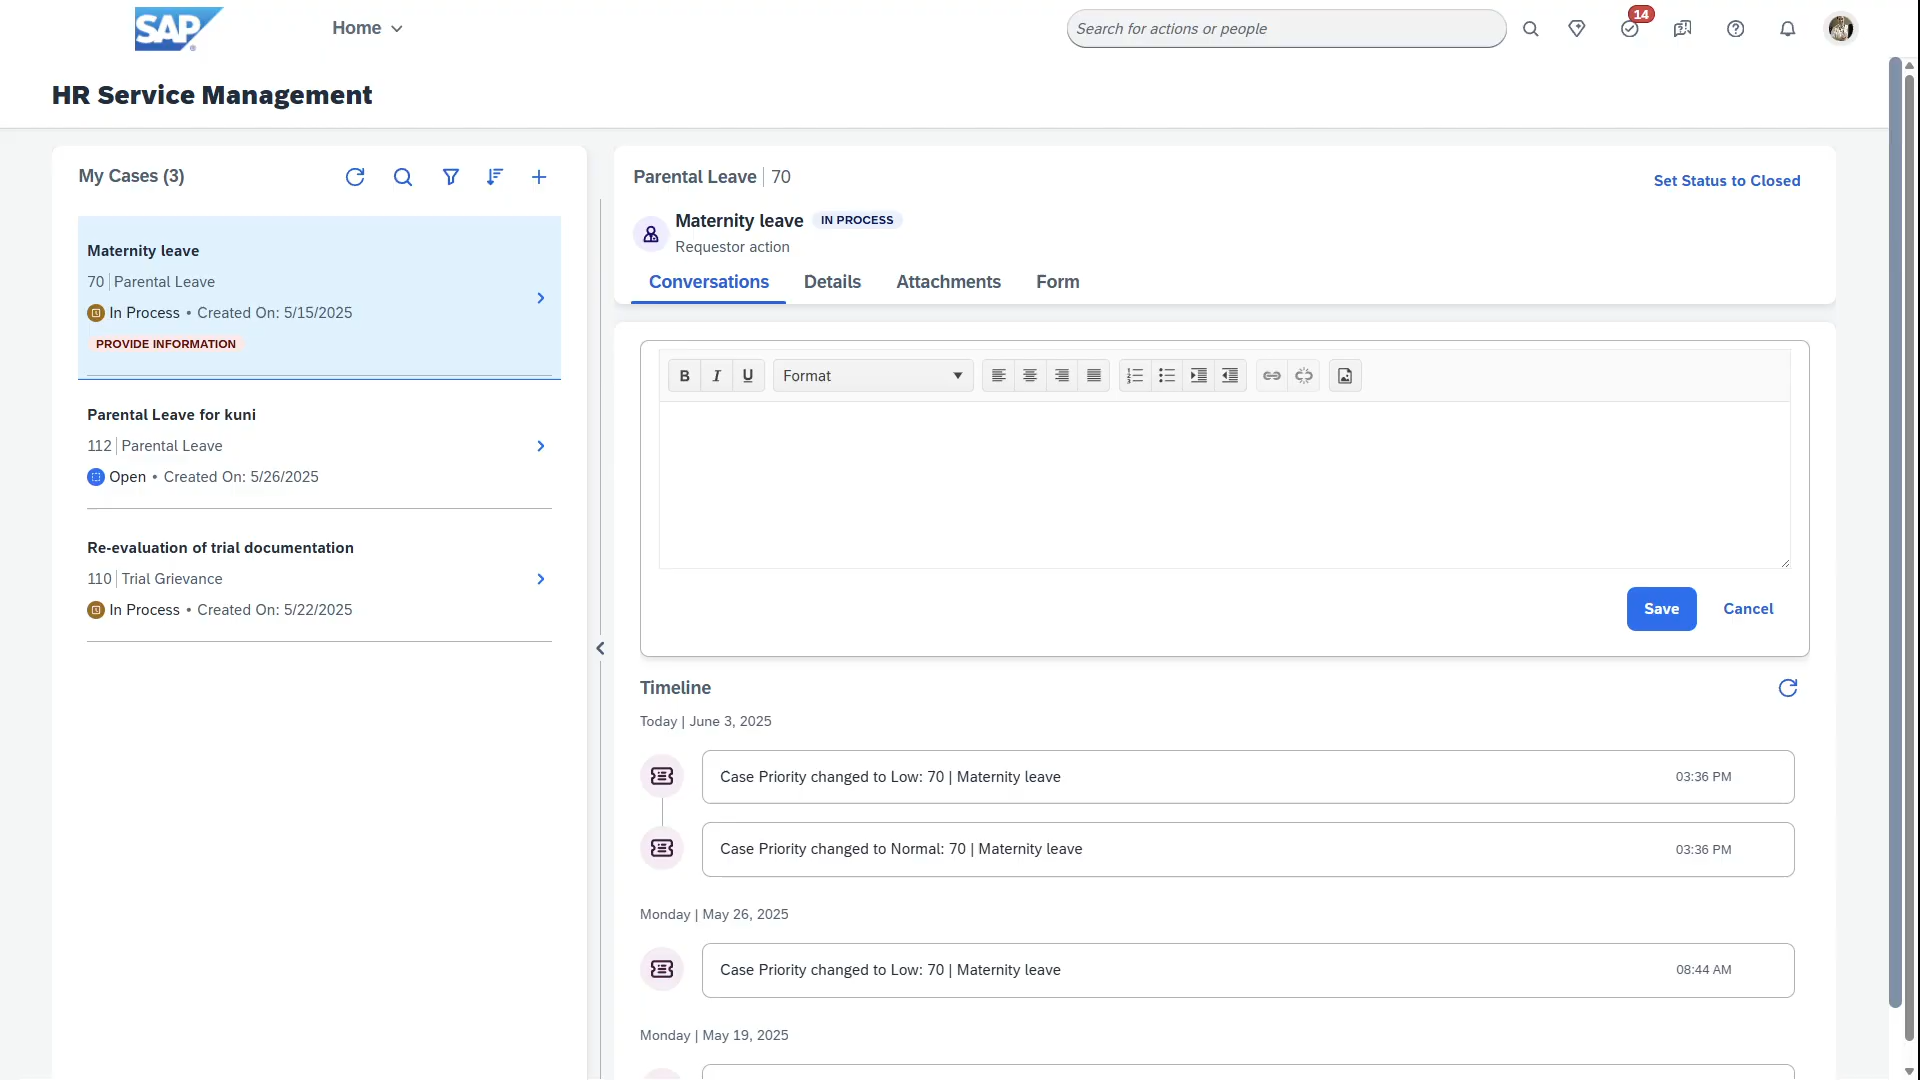 SAP
Home
Search for actions or people
14
HR Service Management
My Cases (3)
Maternity leave
70 | Parental Leave
In Process • Created On: 5/15/2025
PROVIDE INFORMATION
Parental Leave for kuni
112 | Parental Leave
Open • Created On: 5/26/2025
Re-evaluation of trial documentation
110 | Trial Grievance
In Process • Created On: 5/22/2025
Parental Leave | 70
Set Status to Closed
Maternity leave IN PROCESS
Requestor action
Conversations Details Attachments Form
B I U Format
Save Cancel
Timeline
Today | June 3, 2025
Case Priority changed to Low: 70 | Maternity leave 03:36 PM
Case Priority changed to Normal: 70 | Maternity leave 03:36 PM
Monday | May 26, 2025
Case Priority changed to Low: 70 | Maternity leave 08:44 AM
Monday | May 19, 2025